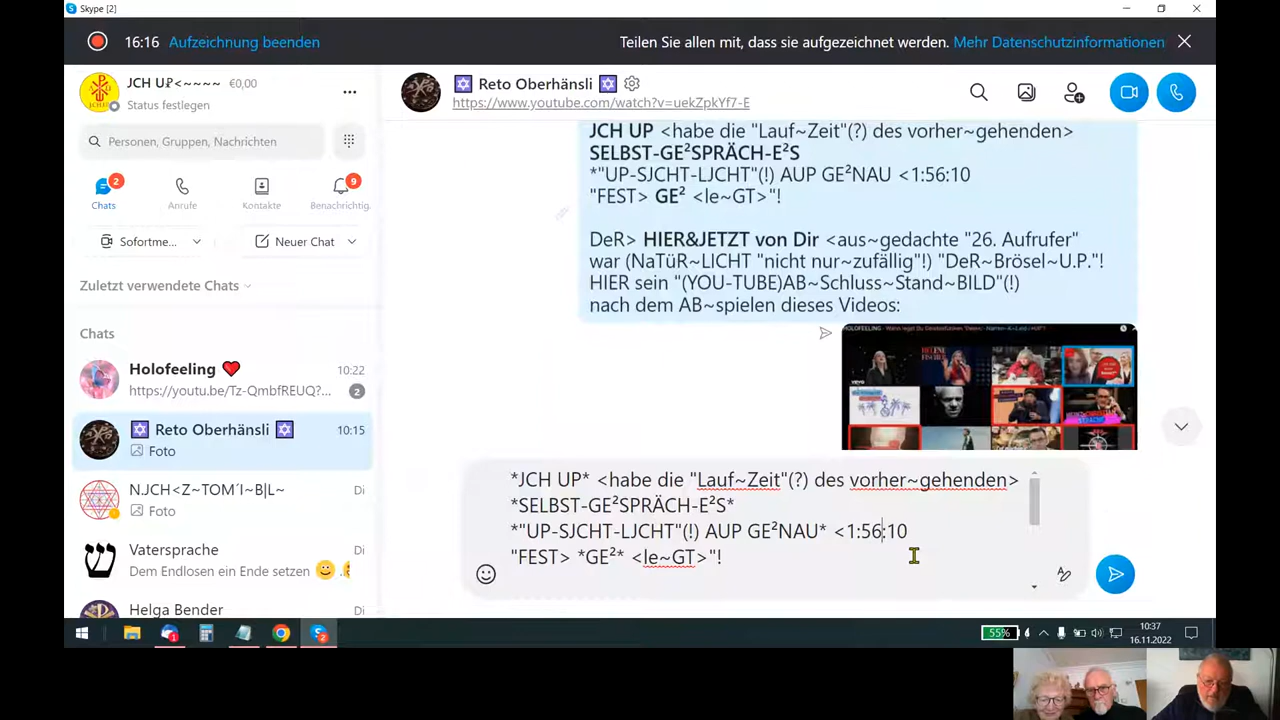 Skype [2]
16:16 Aufzeichnung beenden
Teilen Sie allen mit, dass sie aufgezeichnet werden. Mehr Datenschutzinformationen
JCH UP<~~~~ €0,00
Status festlegen
Personen, Gruppen, Nachrichten
2
9
Chats
Anrufe
Kontakte
Benachrichtig.
Sofortme...
Neuer Chat
Zuletzt verwendete Chats
Chats
Holofeeling
10:22
https://youtu.be/Tz-QmbfREUQ?...
2
Reto Oberhänsli
10:15
Foto
N.JCH<Z~TOM´I~B|L~
Di
Foto
Vatersprache
Di
Dem Endlosen ein Ende setzen
Helga Bender
Di
Reto Oberhänsli
https://www.youtube.com/watch?v=uekZpkYf7-E
JCH UP <habe die "Lauf~Zeit"(?) des vorher~gehenden>
SELBST-GE²SPRÄCH-E²S
*"UP-SJCHT-LJCHT"(!) AUP GE²NAU <1:56:10
"FEST> GE² <le~GT>"!
DeR> HIER&JETZT von Dir <aus~gedachte "26. Aufrufer"
war (NaTüR~LICHT "nicht nur~zufällig"!) "DeR~Brösel~U.P."!
HIER sein "(YOU-TUBE)AB~Schluss~Stand~BILD"(!)
nach dem AB~spielen dieses Videos:
*JCH UP* <habe die "Lauf~Zeit"(?) des vorher~gehenden>
*SELBST-GE²SPRÄCH-E²S*
*"UP-SJCHT-LJCHT"(!) AUP GE²NAU* <1:56:10
"FEST> *GE²* <le~GT>"!
55%
10:37
16.11.2022